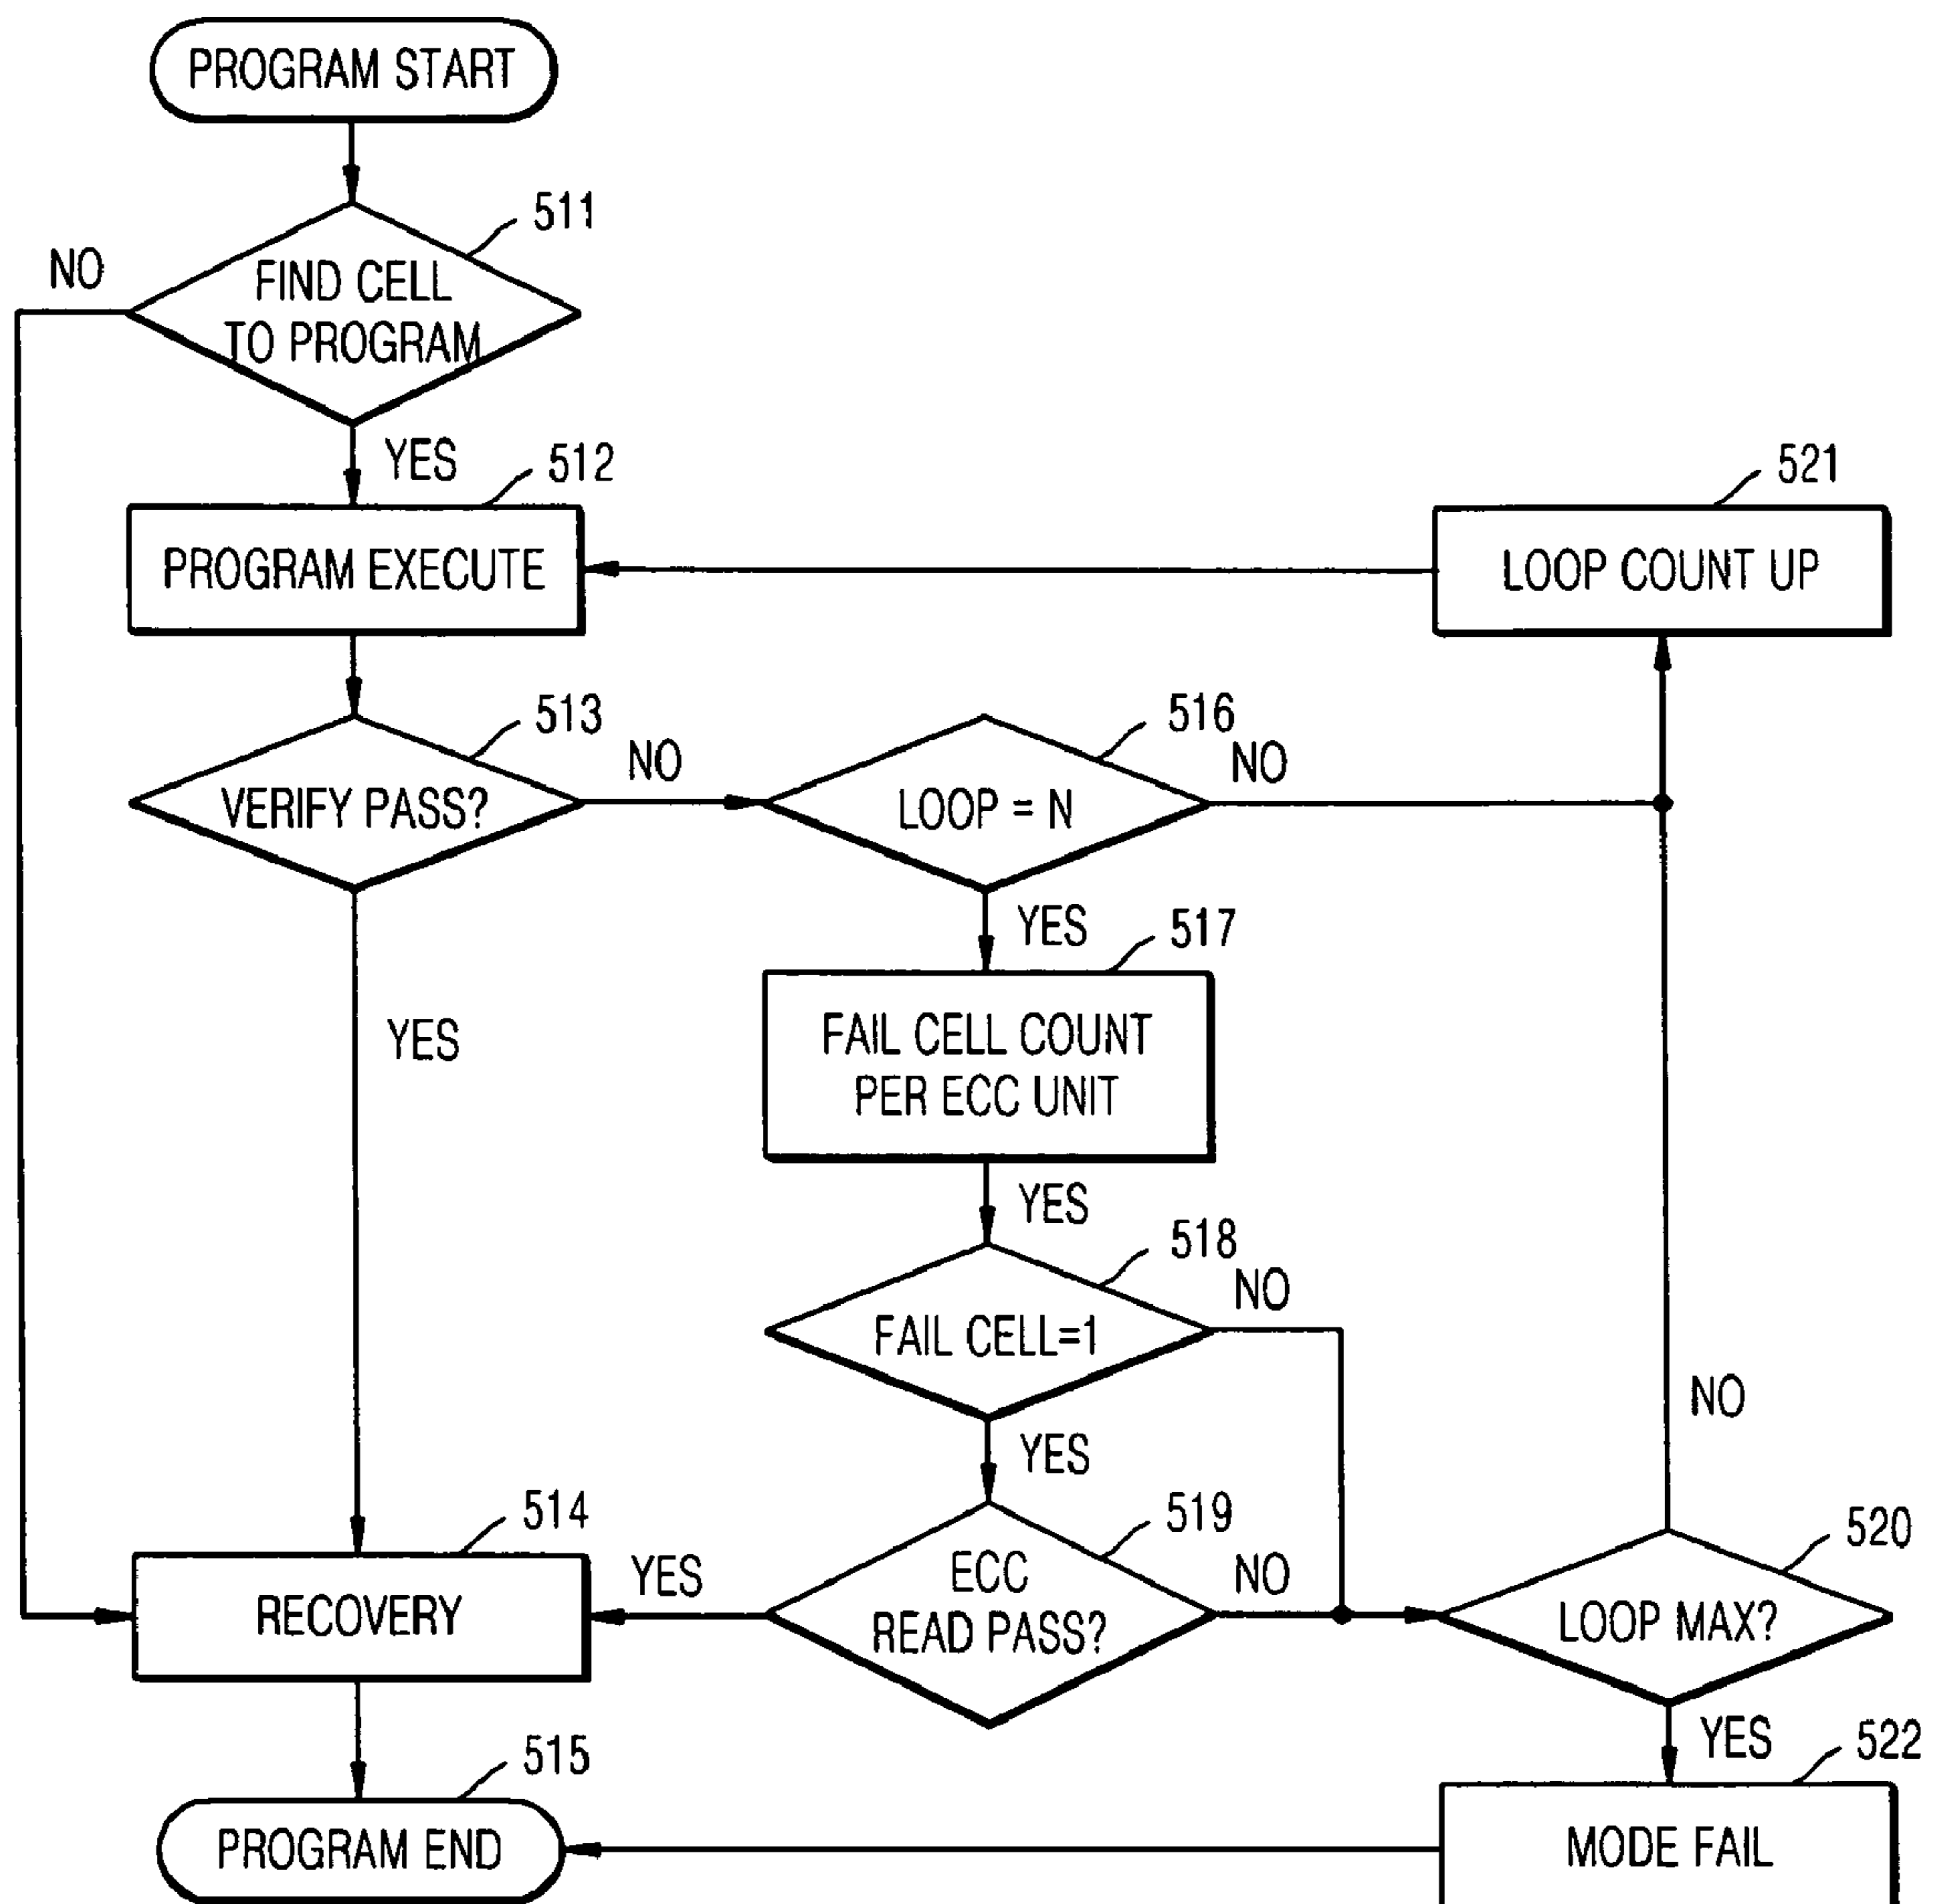 PROGRAM START
511
NO
FIND CELL
TO PROGRAM
YES
512
521
PROGRAM EXECUTE
LOOP COUNT UP
513
516
NO
NO
VERIFY PASS?
LOOP = N
YES
517
YES
FAIL CELL COUNT
PER ECC UNIT
YES
518
NO
FAIL CELL=1
NO
YES
514
519
520
YES
ECC
READ PASS?
NO
RECOVERY
LOOP MAX?
YES
522
515
PROGRAM END
MODE FAIL